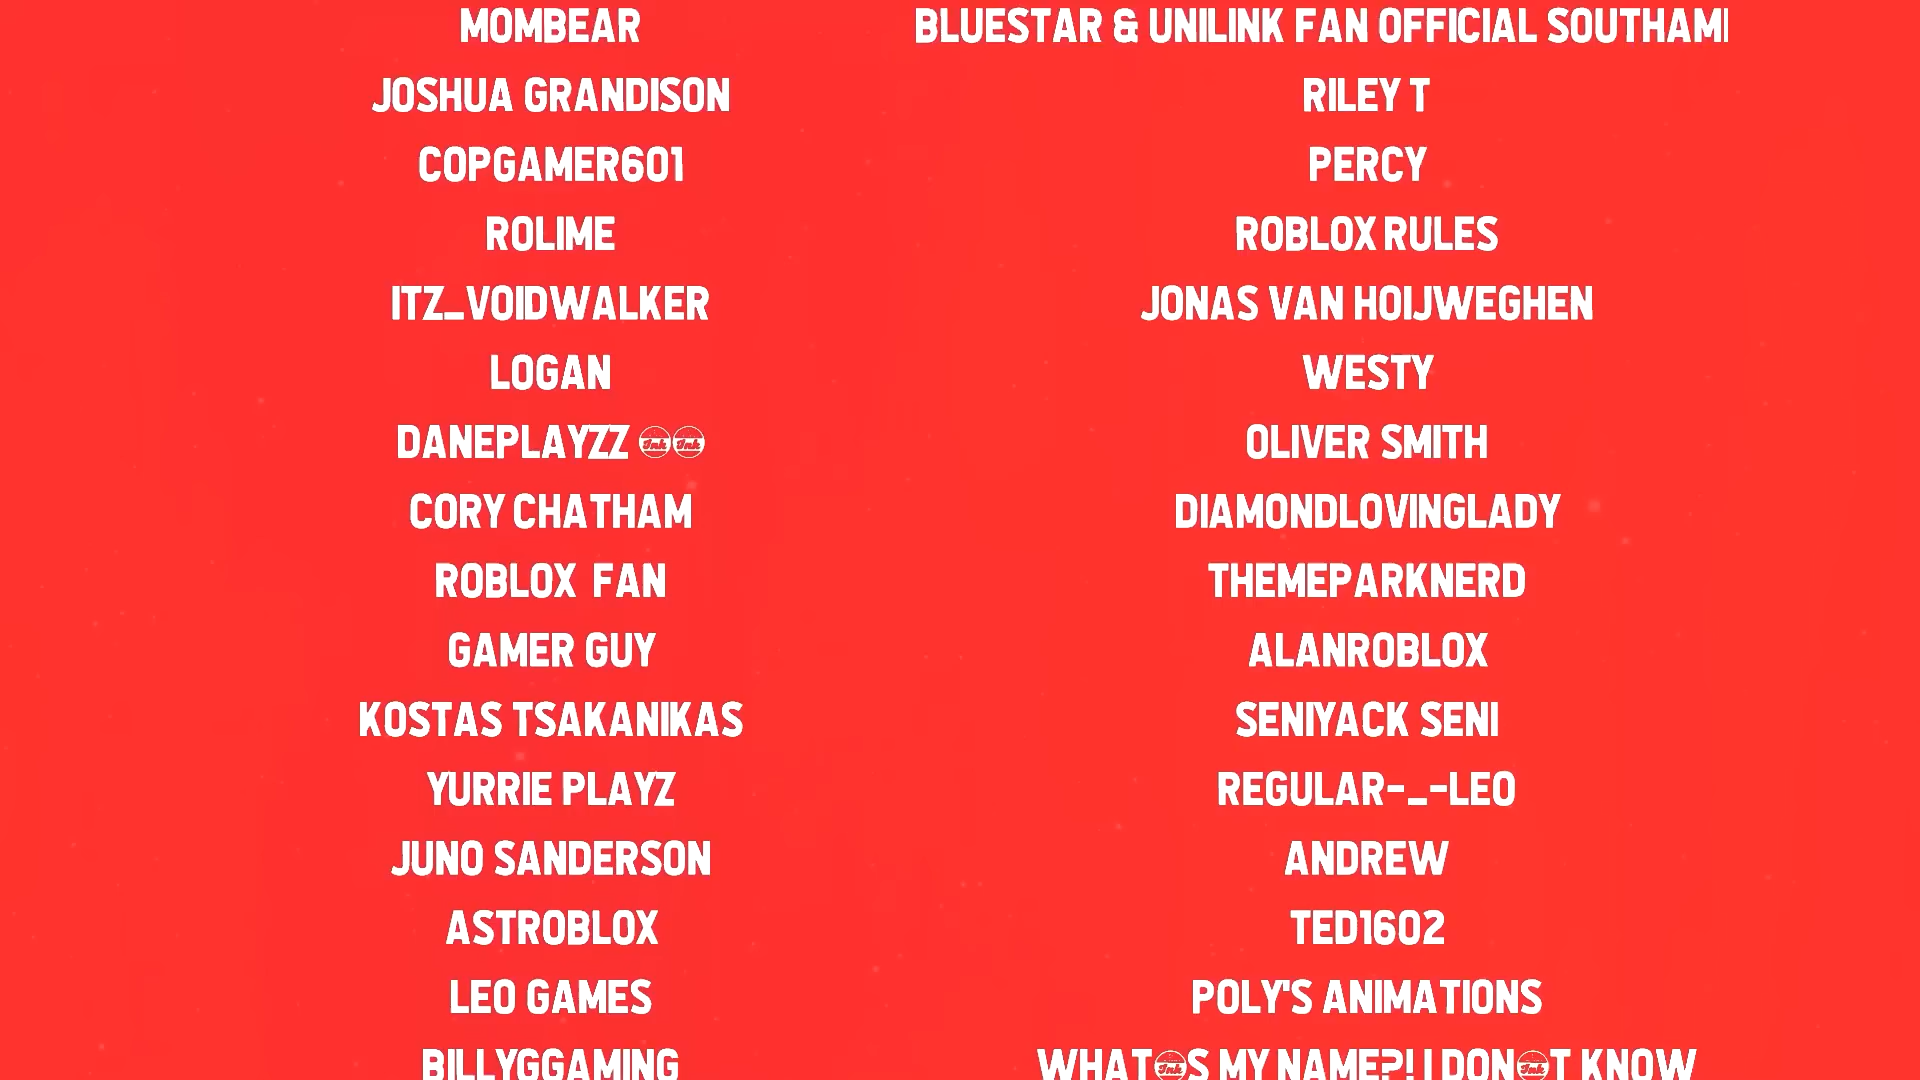 MOMBEAR
BLUESTAR & UNILINK FAN OFFICIAL
JOSHUA GRANDISON
RILEY T
COPGAMER601
PERCY
ROLIME
ROBLOX RULES
ITZ_VOIDWALKER
JONAS VAN HOIJWEGHEN
LOGAN
WESTY
DANEPLAYZZ
OLIVER SMITH
CORY CHATHAM
DIAMONDLOVINGLADY
ROBLOX FAN
THEMEPARKNERD
GAMER GUY
ALANROBLOX
KOSTAS TSAKANIKAS
SENIYACK SENI
YURRIE PLAYZ
REGULAR-_-LEO
JUNO SANDERSON
ANDREW
ASTROBLOX
TED1602
LEO GAMES
POLY'S ANIMATIONS
BILLYGGAMING
WHAT S MY NAME?! I DON T KNOW